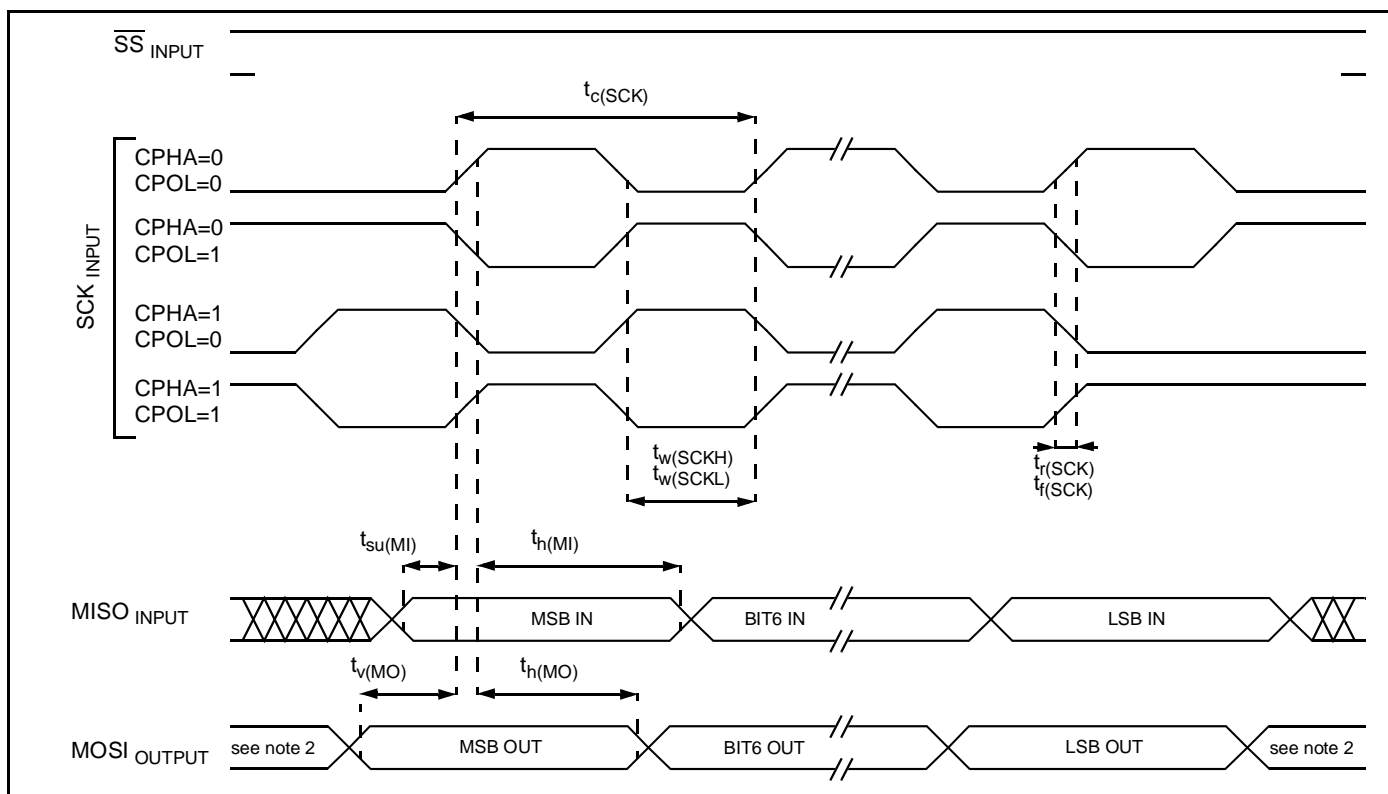 SS INPUT
tc(SCK)
SCK INPUT
CPHA=0
CPOL=0
CPHA=0
CPOL=1
CPHA=1
CPOL=0
CPHA=1
CPOL=1
tw(SCKH)
tw(SCKL)
tr(SCK)
tf(SCK)
tsu(MI)
th(MI)
MISO INPUT
MSB IN
BIT6 IN
LSB IN
tv(MO)
th(MO)
MOSI OUTPUT
see note 2
MSB OUT
BIT6 OUT
LSB OUT
see note 2